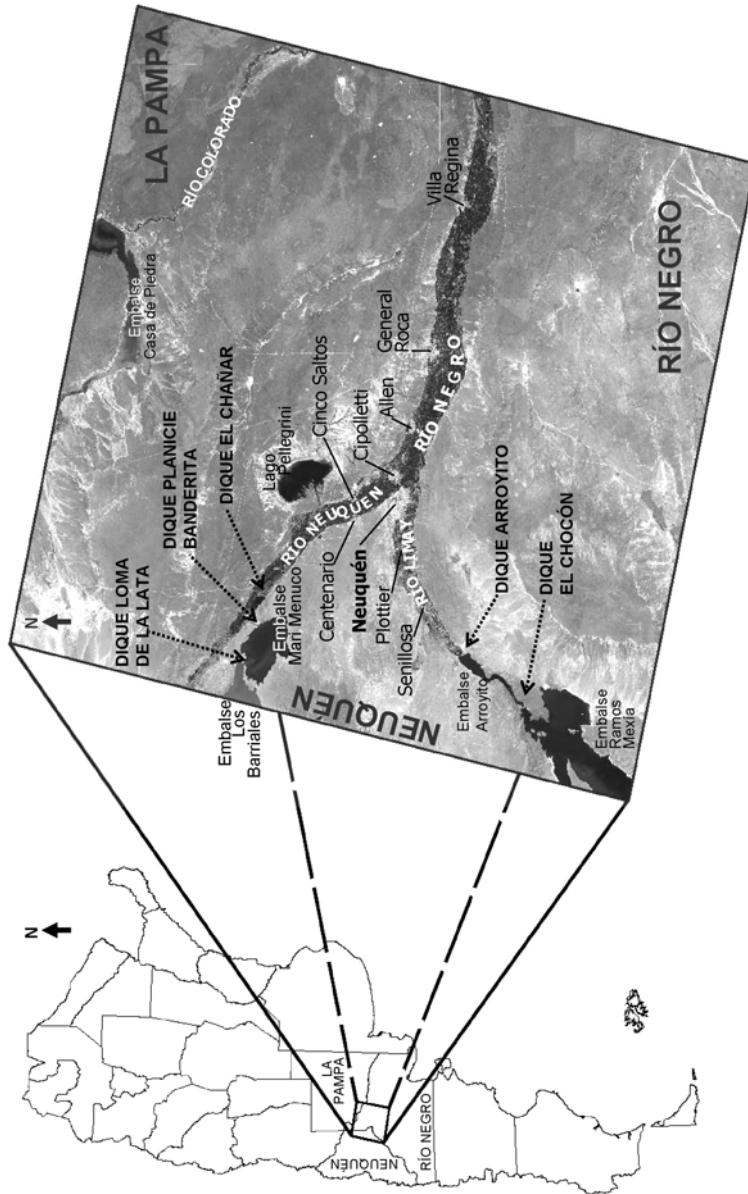 N
LA PAMPA
NEUQUÉN
RÍO NEGRO
N
LA PAMPA
RÍO COLORADO
Embalse
Casa de Piedra
DIQUE LOMA
DE LA LATA
DIQUE PLANICIE
BANDERITA
DIQUE EL CHAÑAR
Lago
Pellegrini
Cinco Saltos
Cipolletti
Allen
General
Roca
Villa
Regina
Embalse
Los
Barriales
Embalse
Mari Menuco
RÍO NEUQUEN
Centenario
Neuquén
Plottier
RÍO LIMAY
Senillosa
RÍO NEGRO
NEUQUEN
Embalse
Arroyito
DIQUE ARROYITO
DIQUE
EL CHOCÓN
Embalse
Ramos
Mexia
RÍO NEGRO